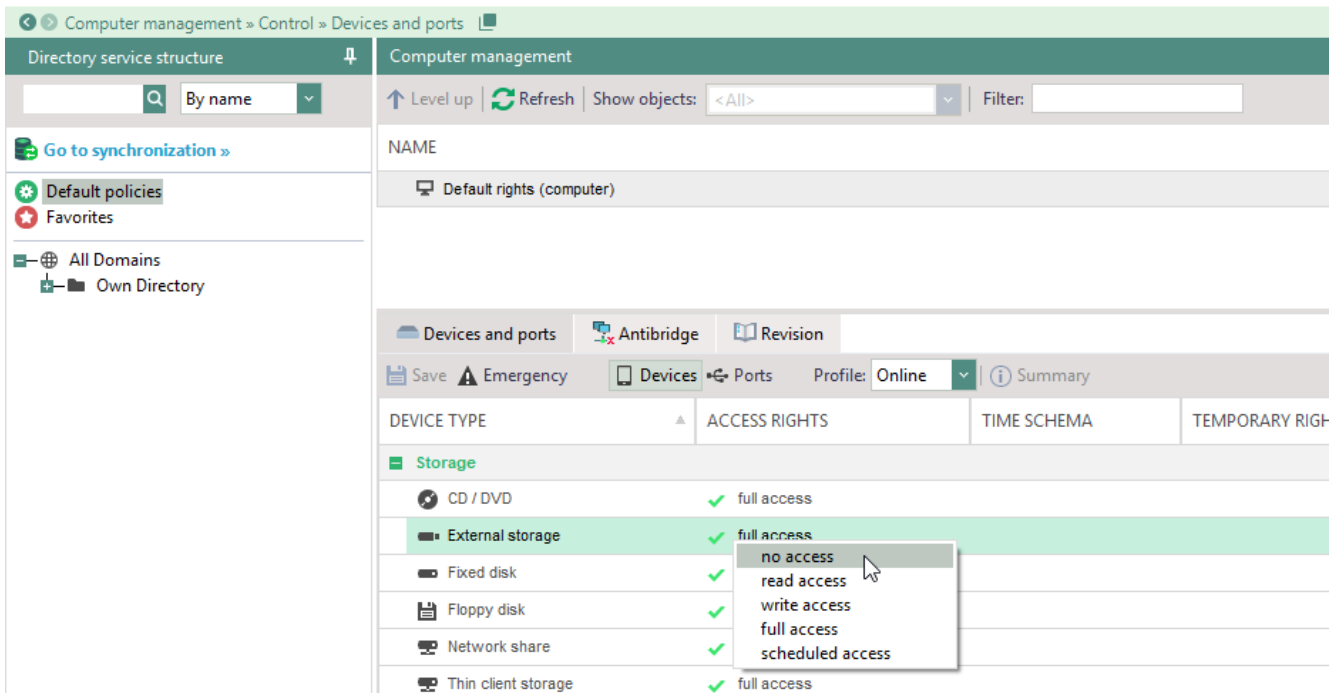 Computer management » Control » Devices and ports
Directory service structure
Computer management
By name
Level up
Refresh
Show objects:
<All>
Filter:
Go to synchronization »
NAME
Default policies
Default rights (computer)
Favorites
All Domains
Own Directory
Devices and ports
Antibridge
Revision
Save
Emergency
Devices
Ports
Profile:
Online
Summary
DEVICE TYPE
ACCESS RIGHTS
TIME SCHEMA
TEMPORARY RIGH
Storage
CD / DVD
full access
External storage
full access
no access
Fixed disk
read access
write access
Floppy disk
full access
Network share
scheduled access
Thin client storage
full access